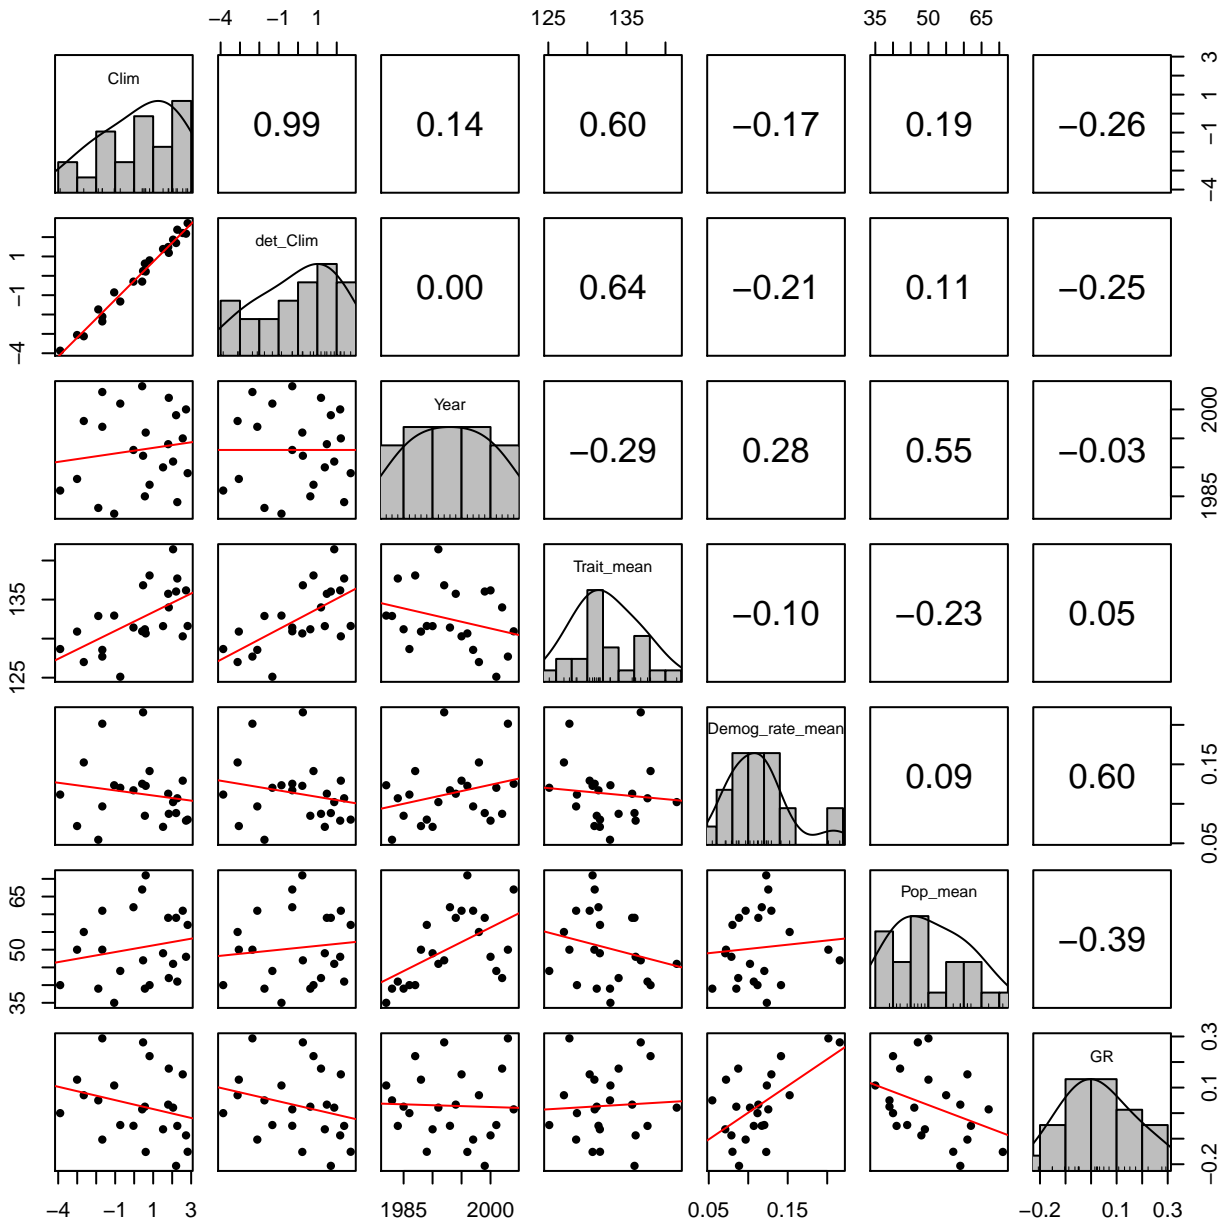 −4 −1 1 125 135 35 50 65
Clim 0.99 0.14 0.60 −0.17 0.19 −0.26 −4 −1 1 3
−4 −1 1 det_Clim 0.00 0.64 −0.21 0.11 −0.25
Year −0.29 0.28 0.55 −0.03 1985 2000
125 135 Trait_mean −0.10 −0.23 0.05
Demog_rate_mean 0.09 0.60 0.05 0.15
35 50 65 Pop_mean −0.39
GR −0.2 0.1 0.3
−4 −1 1 3 1985 2000 0.05 0.15 −0.2 0.1 0.3